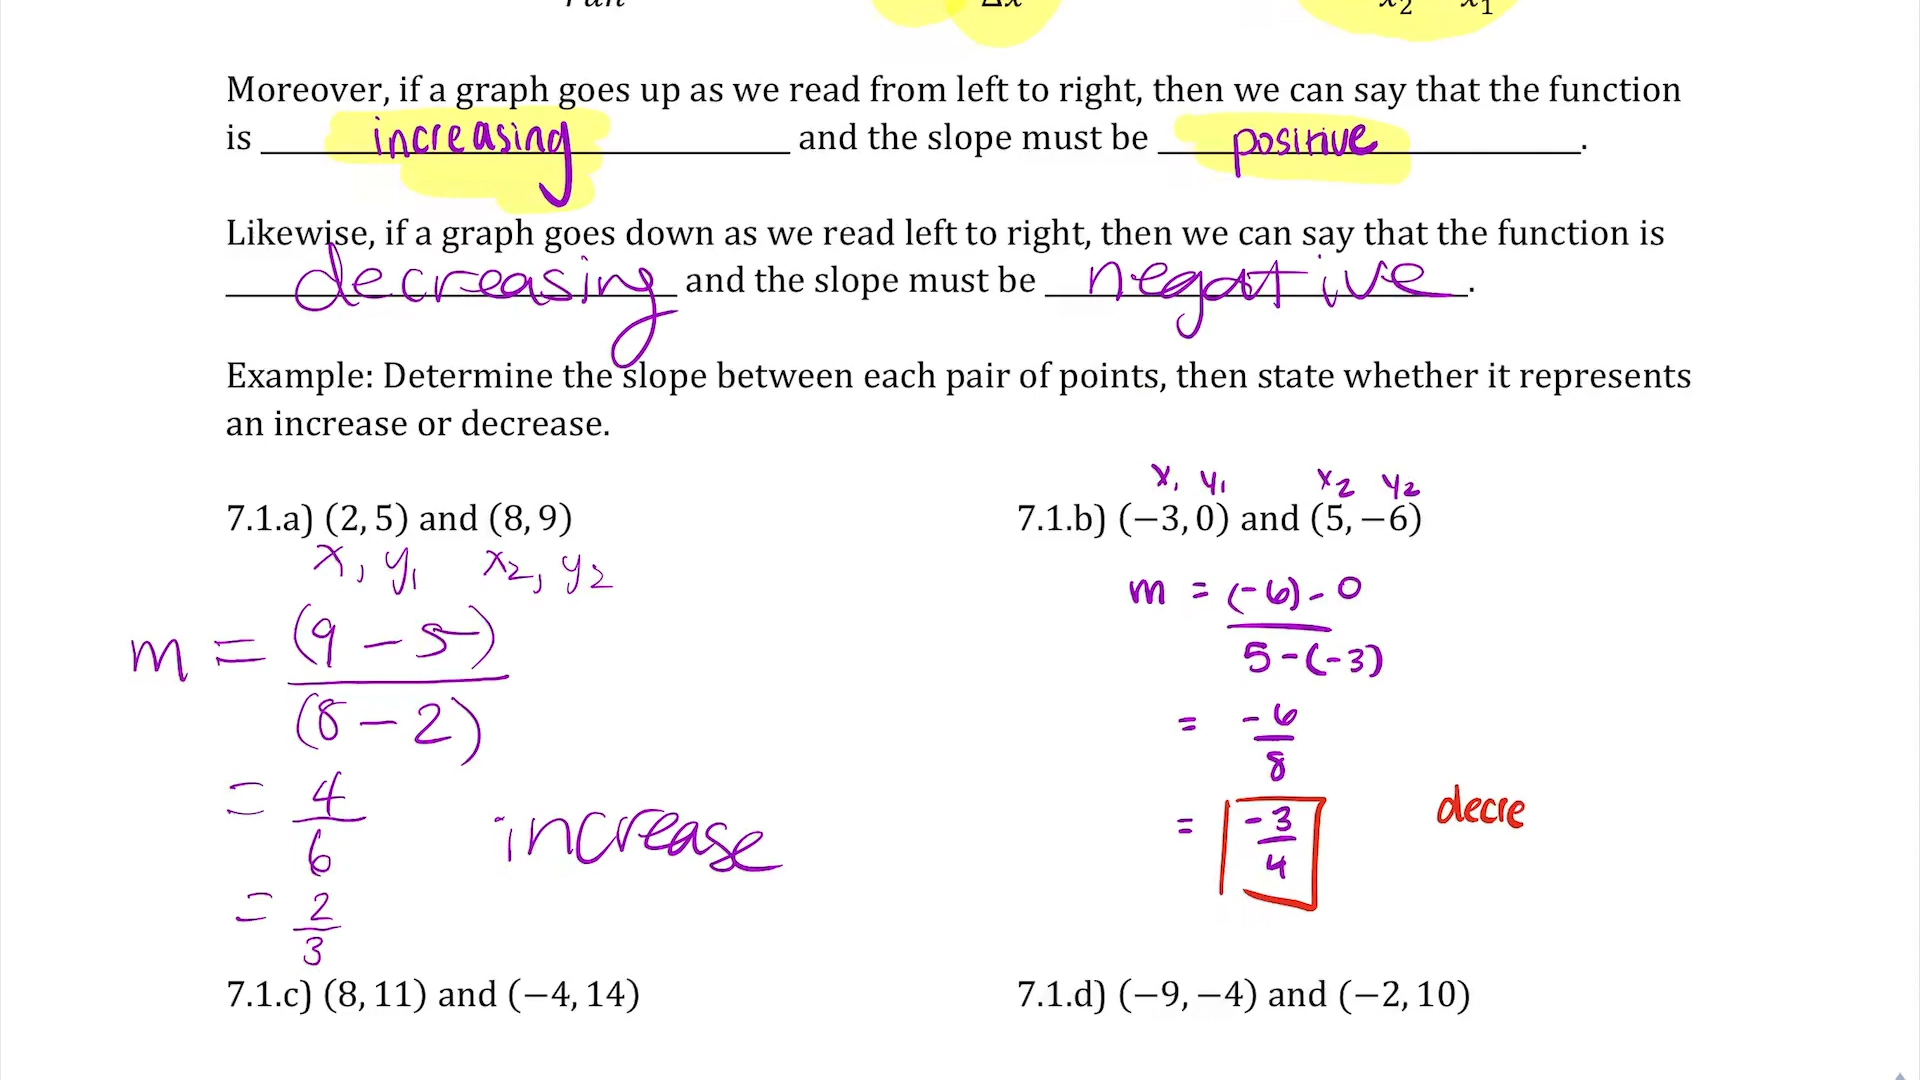 Run Δx x₂ − x₁
Moreover, if a graph goes up as we read from left to right, then we can say that the function
is increasing and the slope must be positive.
Likewise, if a graph goes down as we read left to right, then we can say that the function is
decreasing and the slope must be negative.
Example: Determine the slope between each pair of points, then state whether it represents
an increase or decrease.
7.1.a) (2, 5) and (8, 9)
x, y₁ x₂, y₂
m = (9 − 5)
(8 − 2)
= 4
6
increase
= 2
3
x₁ y₁ x₂ y₂
7.1.b) (−3, 0) and (5, −6)
m = (-6) - 0
5 - (-3)
= -6
8
= -3
4
decre
7.1.c) (8, 11) and (−4, 14)
7.1.d) (−9, −4) and (−2, 10)